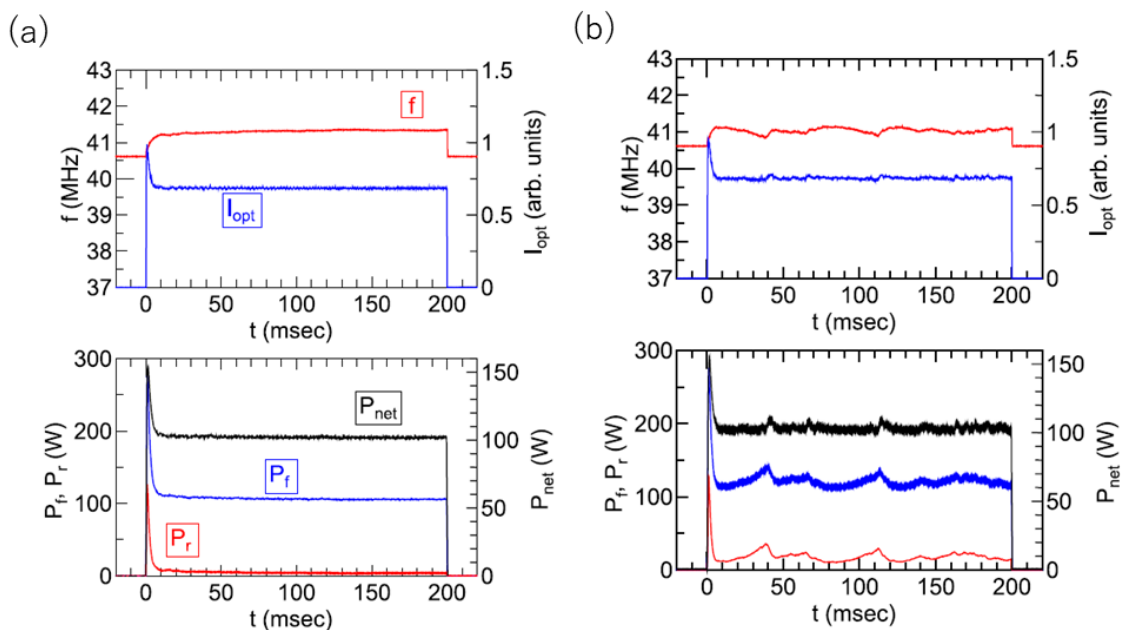 (a)
43
42
41
40
39
38
37
f (MHz)
f
I_opt
1.5
1
0.5
0
I_opt (arb. units)
0 50 100 150 200
t (msec)
300
200
100
0
P_f, P_r (W)
P_net
P_f
P_r
150
100
50
0
P_net (W)
0 50 100 150 200
t (msec)
(b)
43
42
41
40
39
38
37
f (MHz)
1.5
1
0.5
0
I_opt (arb. units)
0 50 100 150 200
t (msec)
300
200
100
0
P_f, P_r (W)
150
100
50
0
P_net (W)
0 50 100 150 200
t (msec)